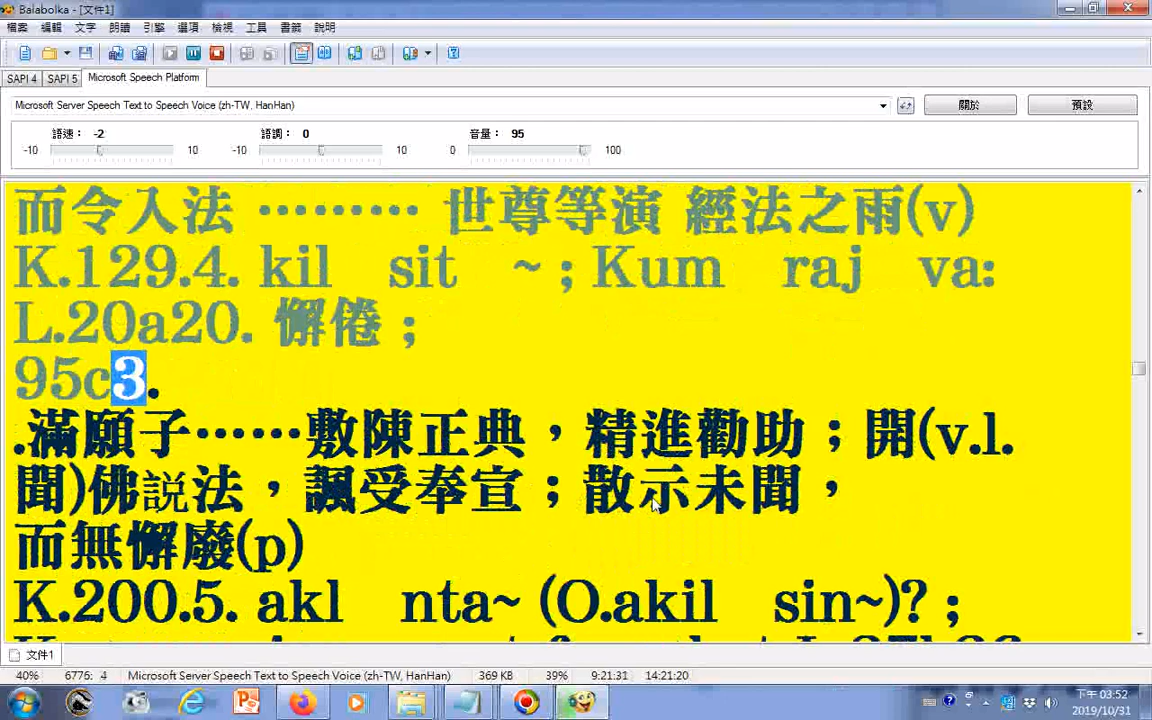 Balabolka - [文件1]
檔案 編輯 文字 朗讀 引擎 選項 檢視 工具 書籤 說明
SAPI 4 SAPI 5 Microsoft Speech Platform
Microsoft Server Speech Text to Speech Voice (zh-TW, HanHan) 關於 預設
語速： -2 語調： 0 音量： 95
-10 10 -10 10 0 100
而令入法 ……… 世尊等演 經法之雨(v)
K.129.4. kil sit ~ ; Kum raj va:
L.20a20. 懈倦；
95c3.
.滿願子……敷陳正典，精進勸助；開(v.l.
聞)佛説法，諷受奉宣；散示未聞，
而無懈廢(p)
K.200.5. akl nta~ (O.akil sin~)? ;
文件1
40% 6776: 4 Microsoft Server Speech Text to Speech Voice (zh-TW, HanHan) 369 KB 39% 9:21:31 14:21:20
下午 03:52
2019/10/31